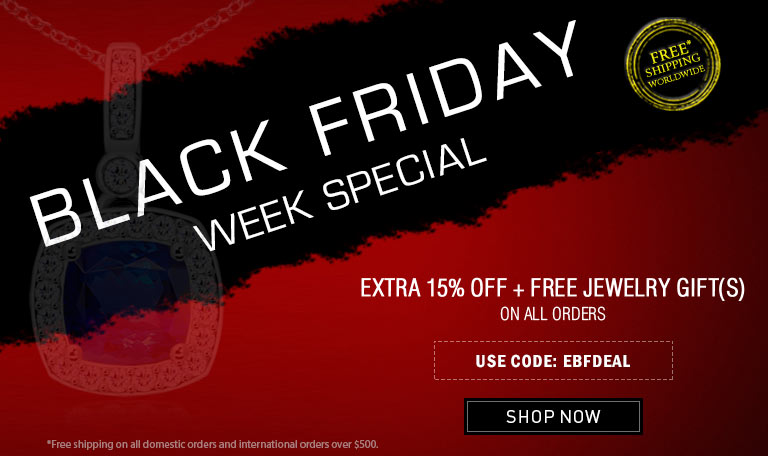 BLACK FRIDAY
WEEK SPECIAL
FREE*
SHIPPING
WORLDWIDE
EXTRA 15% OFF + FREE JEWELRY GIFT(S)
ON ALL ORDERS
USE CODE: EBFDEAL
SHOP NOW
*Free shipping on all domestic orders and international orders over $500.